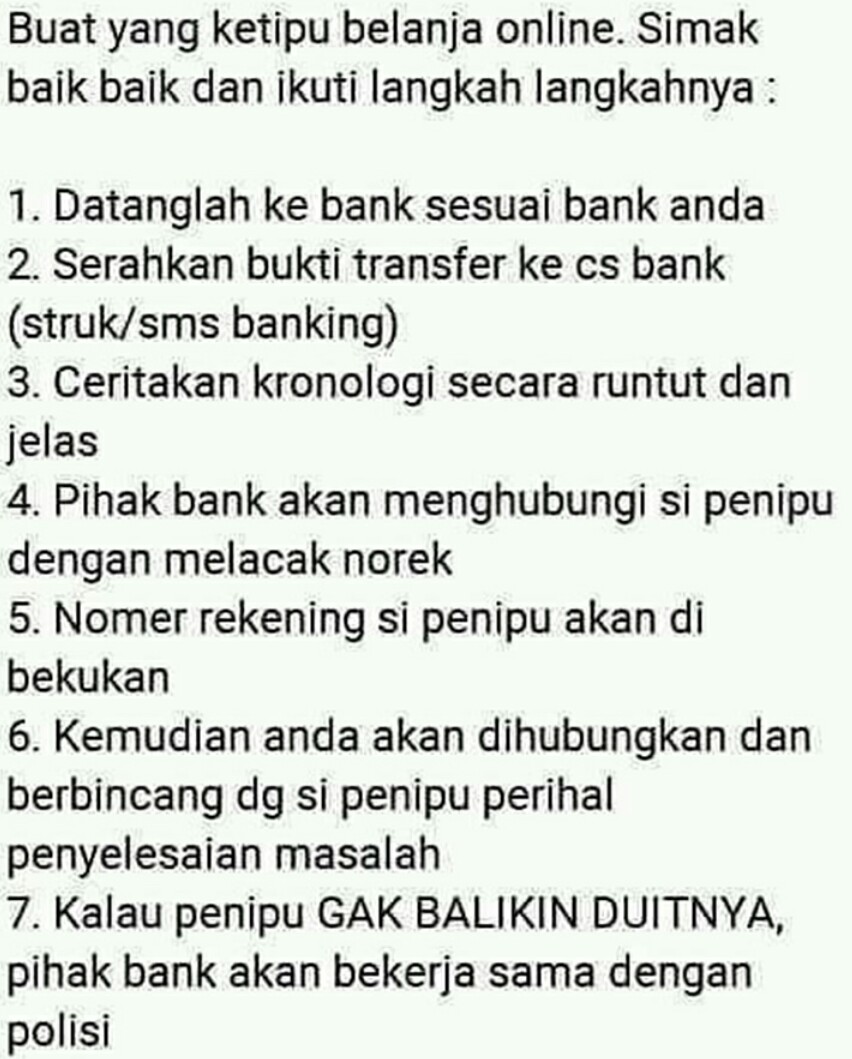 Buat yang ketipu belanja online. Simak
baik baik dan ikuti langkah langkahnya :
1. Datanglah ke bank sesuai bank anda
2. Serahkan bukti transfer ke cs bank
(struk/sms banking)
3. Ceritakan kronologi secara runtut dan
jelas
4. Pihak bank akan menghubungi si penipu
dengan melacak norek
5. Nomer rekening si penipu akan di
bekukan
6. Kemudian anda akan dihubungkan dan
berbincang dg si penipu perihal
penyelesaian masalah
7. Kalau penipu GAK BALIKIN DUITNYA,
pihak bank akan bekerja sama dengan
polisi